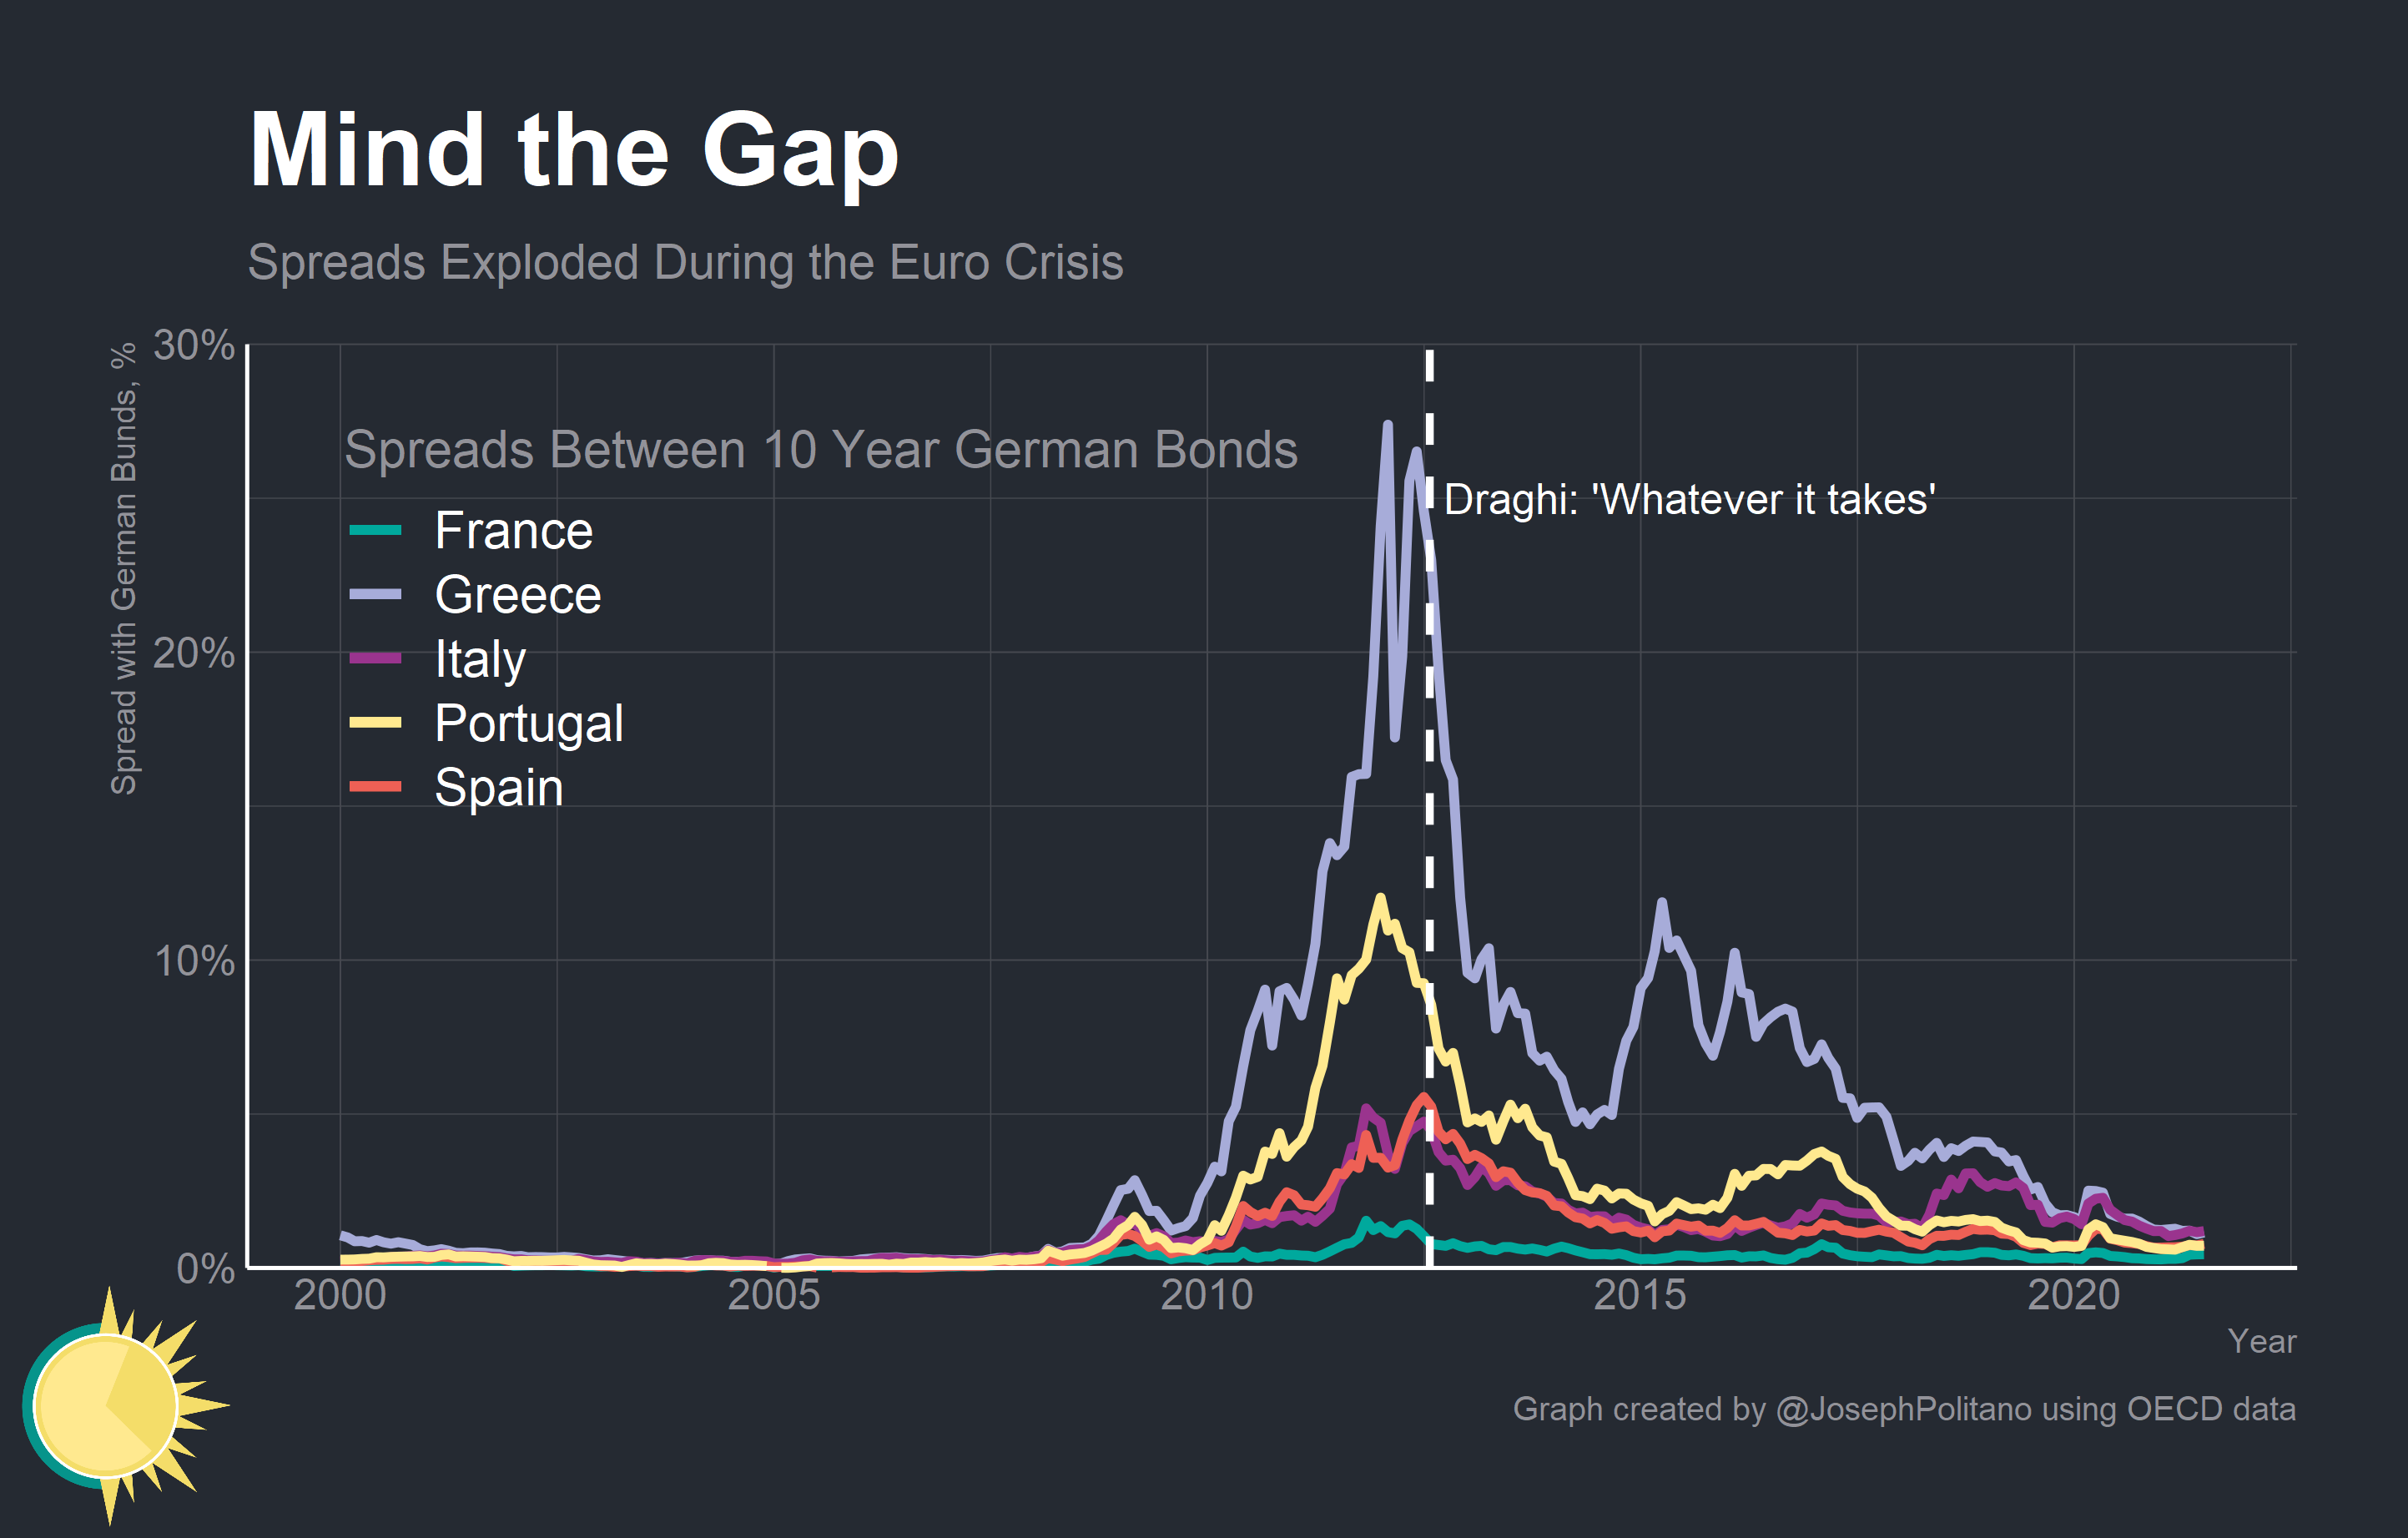 Mind the Gap
Spreads Exploded During the Euro Crisis
Spread with German Bunds, %
30%
20%
10%
0%
Spreads Between 10 Year German Bonds
France
Greece
Italy
Portugal
Spain
Draghi: 'Whatever it takes'
2000
2005
2010
2015
2020
Year
Graph created by @JosephPolitano using OECD data